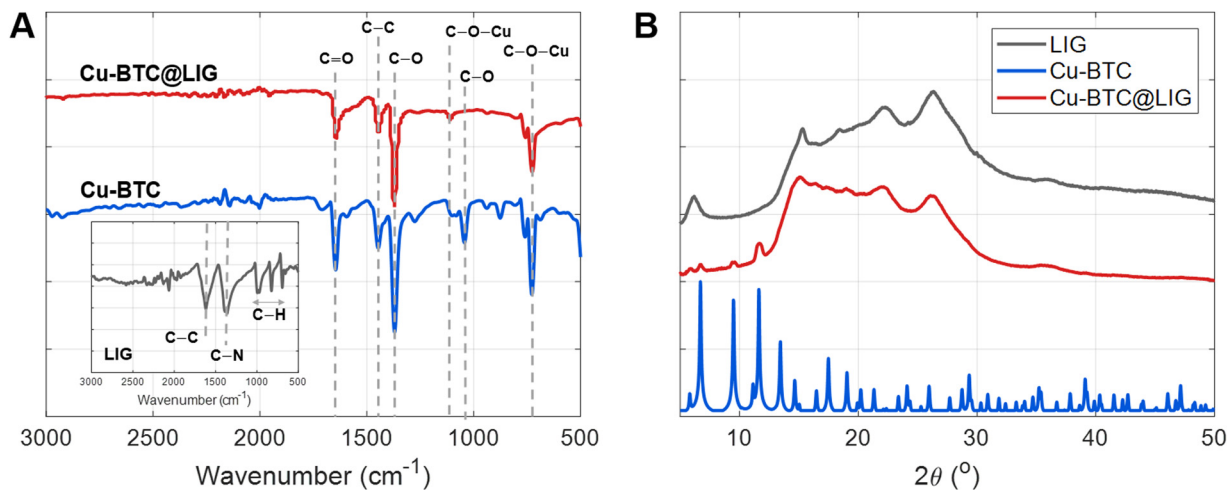 A
C–C
C–O–Cu
C=O
C–O
C–O–Cu
C–O
Cu-BTC@LIG
Cu-BTC
C–C
C–H
C–N
LIG
3000 2500 2000 1500 1000 500
Wavenumber (cm⁻¹)
3000 2500 2000 1500 1000 500
Wavenumber (cm⁻¹)
B
LIG
Cu-BTC
Cu-BTC@LIG
10 20 30 40 50
2θ (°)